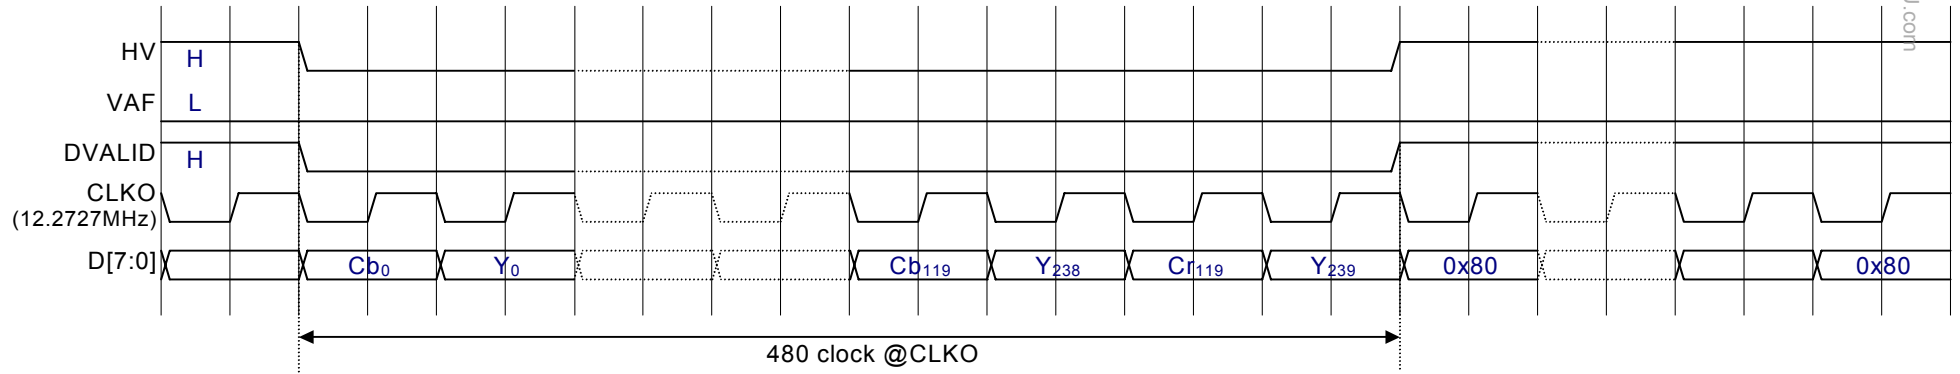 J.com
HV H
VAF L
DVALID H
CLKO
(12.2727MHz)
D[7:0] Cb0 Y0 Cb119 Y238 Cr119 Y239 0x80 0x80
480 clock @CLKO